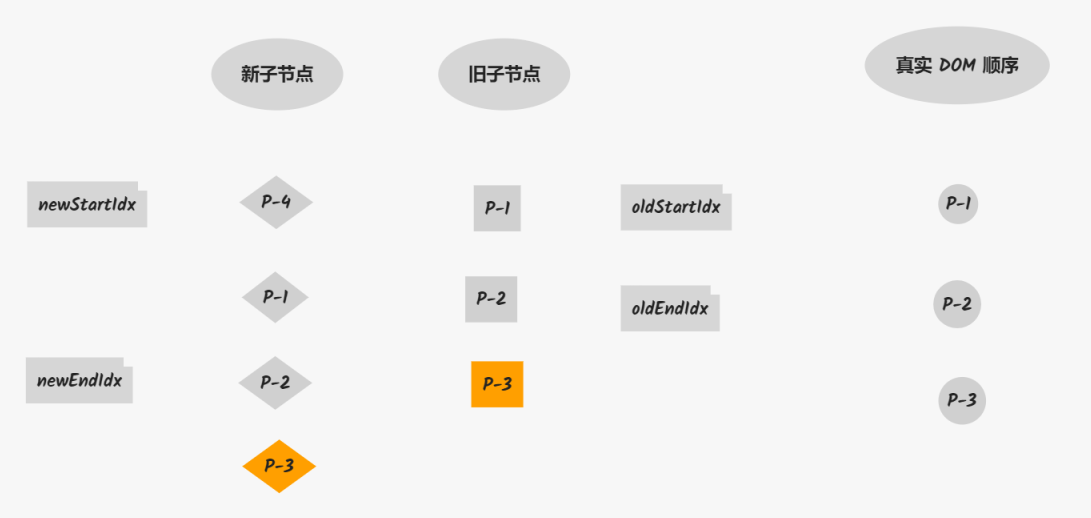 新子节点
旧子节点
真实 DOM 顺序
newStartIdx
P-4
P-1
oldStartIdx
P-1
P-1
P-2
oldEndIdx
P-2
newEndIdx
P-2
P-3
P-3
P-3